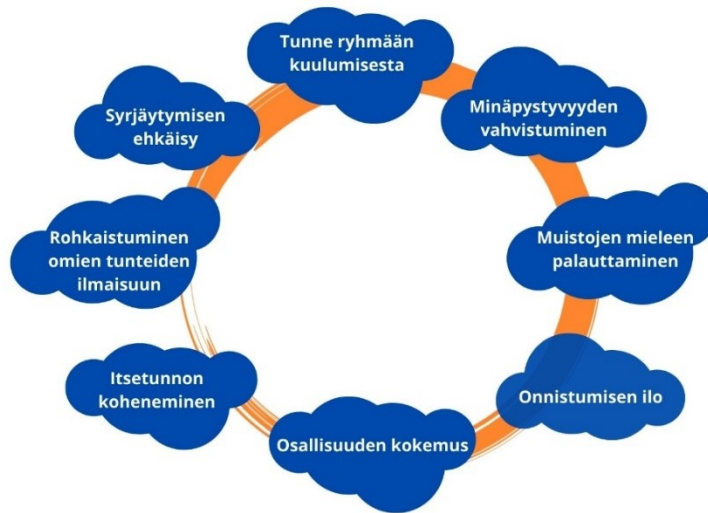 Tunne ryhmään
kuulumisesta
Minäpystyvyyden
vahvistuminen
Muistojen mieleen
palauttaminen
Onnistumisen ilo
Osallisuuden kokemus
Itsetunnon
koheneminen
Rohkaistuminen
omien tunteiden
ilmaisuun
Syrjäytymisen
ehkäisy